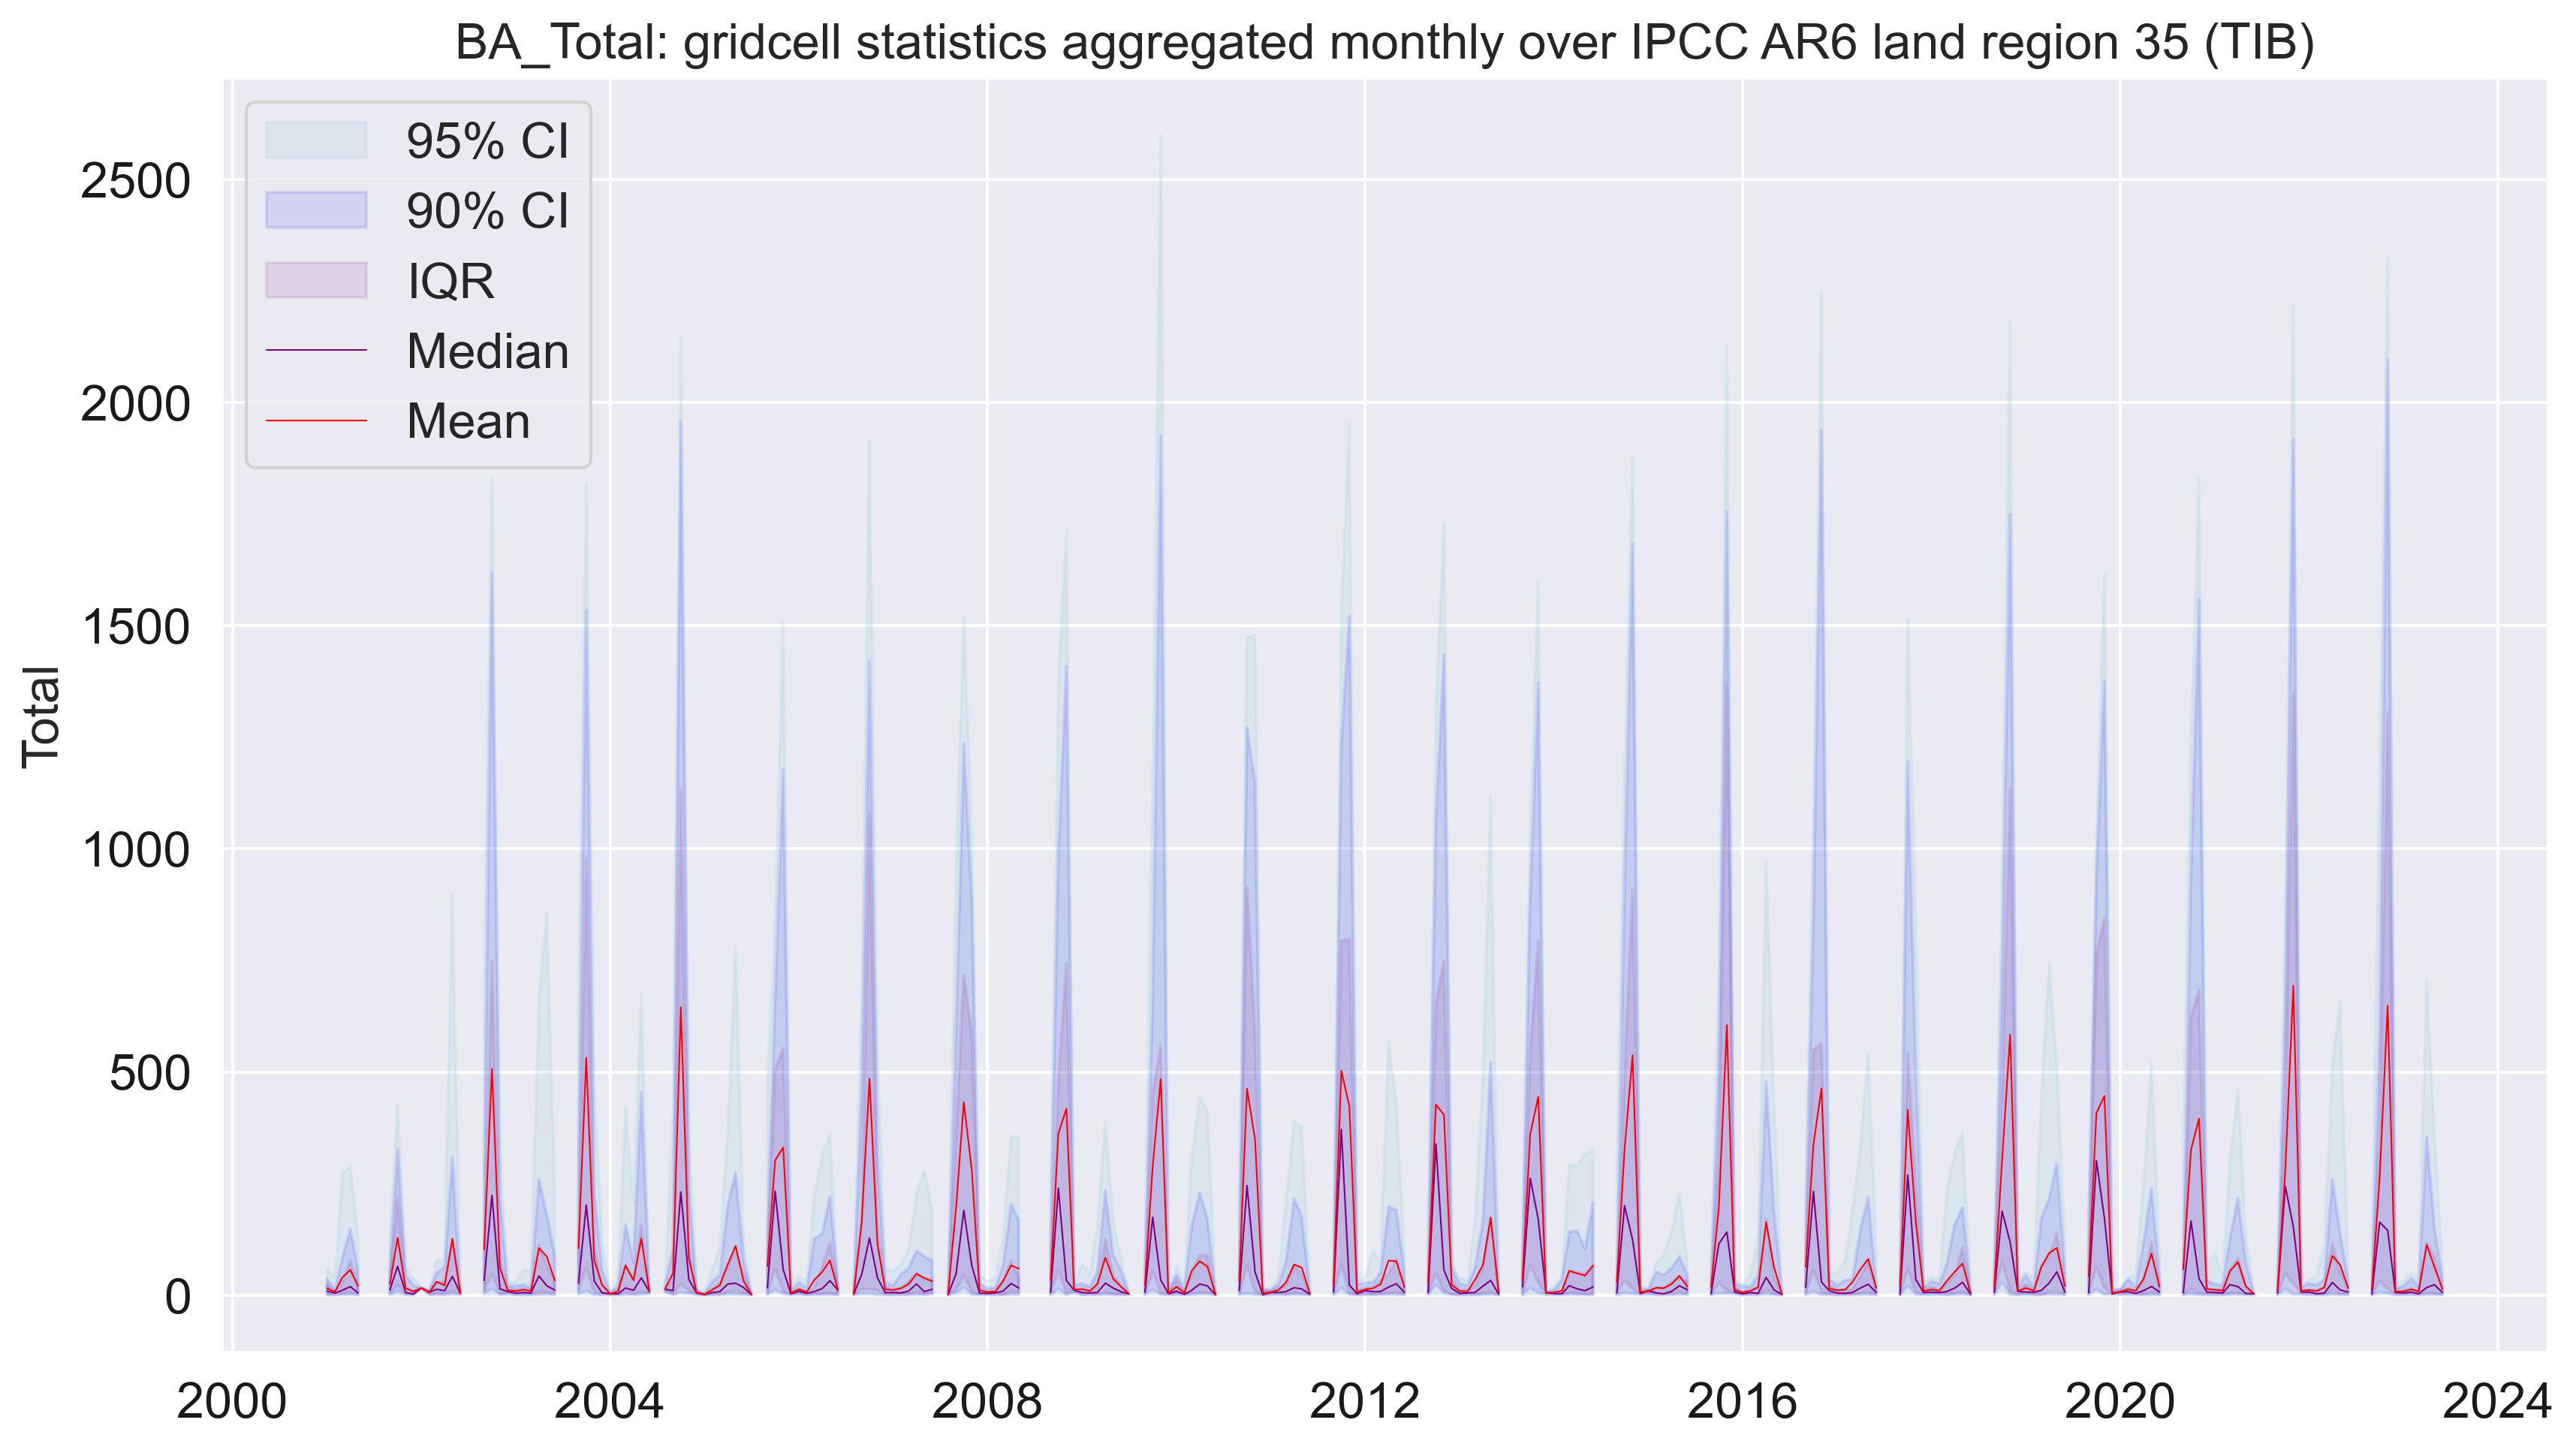 BA_Total: gridcell statistics aggregated monthly over IPCC AR6 land region 35 (TIB)
95% CI
90% CI
IQR
Median
Mean
Total
2500
2000
1500
1000
500
0
2000 2004 2008 2012 2016 2020 2024